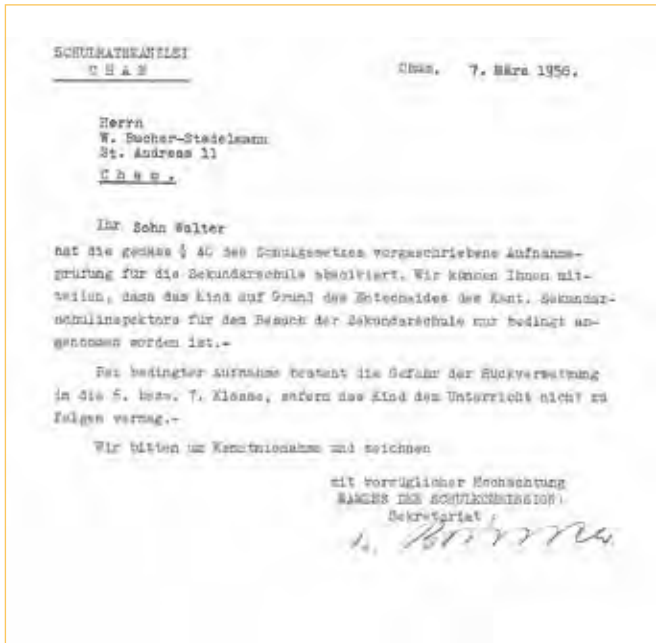 SCHULRATSKANZLEI
C H A M
Cham, 7. März 1956.
Herrn
W. Bucher-Stadelmann
St. Andreas 11
C h a m .
Ihr Sohn Walter
hat die gemäss § 40 des Schulgesetzes vorgeschriebene Aufnahms-
prüfung für die Sekundarschule absolviert. Wir können Ihnen mit-
teilen, dass das Kind auf Grund des Entscheides des Kant. Sekundar-
schulinspektors für den Besuch der Sekundarschule nur bedingt an-
genommen worden ist.-
Bei bedingter Aufnahme besteht die Gefahr der Rückversetzung
in die 6. bezw. 7. Klasse, sofern das Kind dem Unterricht nicht zu
folgen vermag.-
Wir bitten um Kenntnisnahme und zeichnen
mit vorzüglicher Hochachtung
NAMENS DER SCHULKOMMISSION:
Sekretariat: